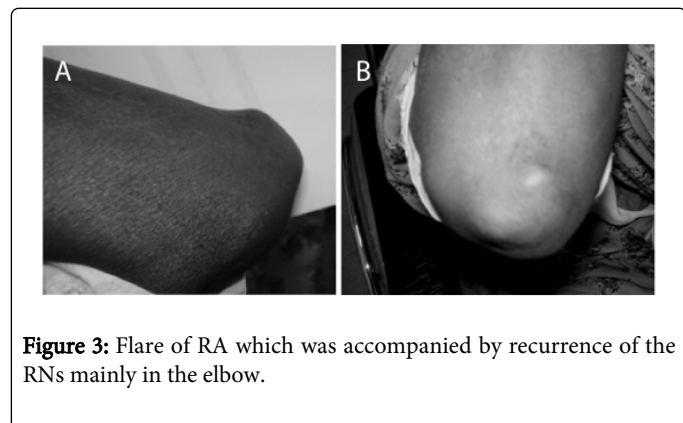 A
B
Figure 3: Flare of RA which was accompanied by recurrence of the
RNs mainly in the elbow.